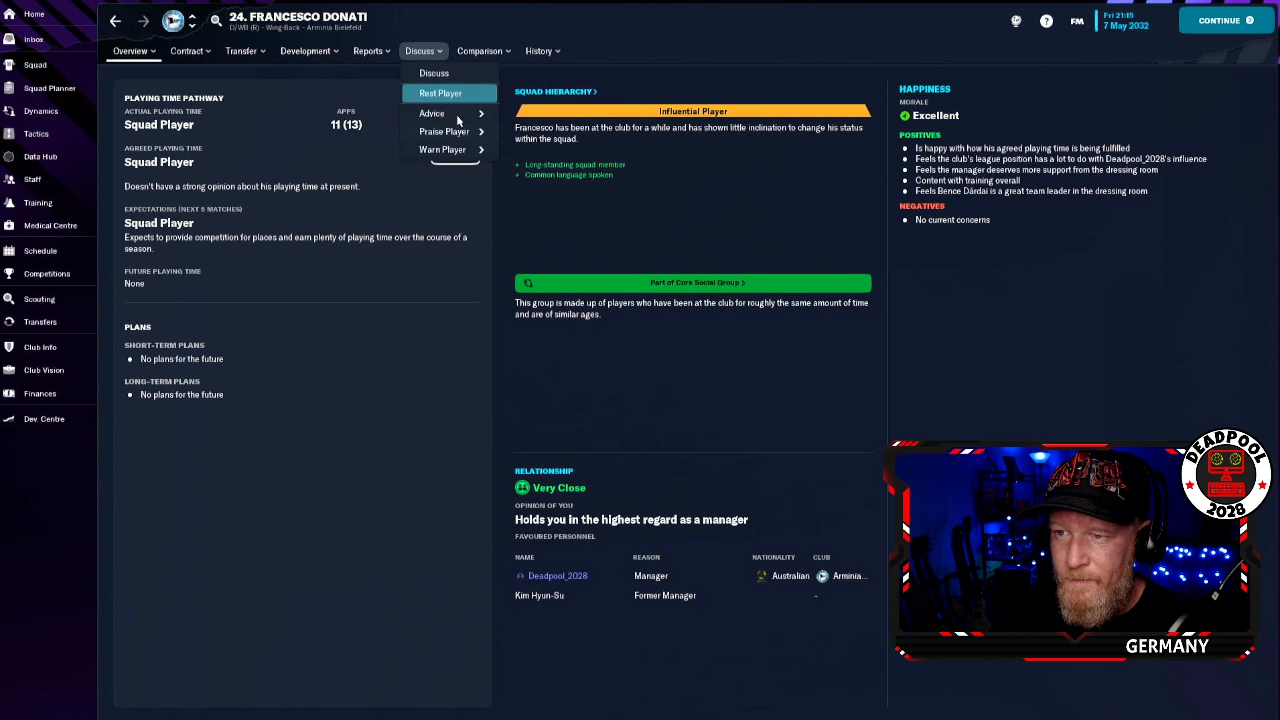 Home
Inbox
Squad
Squad Planner
Dynamics
Tactics
Data Hub
Staff
Training
Medical Centre
Schedule
Competitions
Scouting
Transfers
Club Info
Club Vision
Finances
Dev. Centre
24. FRANCESCO DONATI
D/WB (R) - Wing-Back - Arminia Bielefeld
FM
Fri 21:15
7 May 2032
CONTINUE
Overview
Contract
Transfer
Development
Reports
Discuss
Comparison
History
Discuss
Rest Player
Advice
Praise Player
Warn Player
PLAYING TIME PATHWAY
ACTUAL PLAYING TIME
APPS
Squad Player
11 (13)
AGREED PLAYING TIME
Squad Player
Doesn't have a strong opinion about his playing time at present.
EXPECTATIONS (NEXT 5 MATCHES)
Squad Player
Expects to provide competition for places and earn plenty of playing time over the course of a
season.
FUTURE PLAYING TIME
None
PLANS
SHORT-TERM PLANS
No plans for the future
LONG-TERM PLANS
No plans for the future
SQUAD HIERARCHY
Influential Player
Francesco has been at the club for a while and has shown little inclination to change his status
within the squad.
+ Long-standing squad member
+ Common language spoken
Part of Core Social Group
This group is made up of players who have been at the club for roughly the same amount of time
and are of similar ages.
RELATIONSHIP
Very Close
OPINION OF YOU
Holds you in the highest regard as a manager
FAVOURED PERSONNEL
NAME REASON NATIONALITY CLUB
Deadpool_2028 Manager Australian Arminia...
Kim Hyun-Su Former Manager -
HAPPINESS
MORALE
Excellent
POSITIVES
Is happy with how his agreed playing time is being fulfilled
Feels the club's league position has a lot to do with Deadpool_2028's influence
Feels the manager deserves more support from the dressing room
Content with training overall
Feels Bence Dárdai is a great team leader in the dressing room
NEGATIVES
No current concerns
DEADPOOL
2028
GERMANY